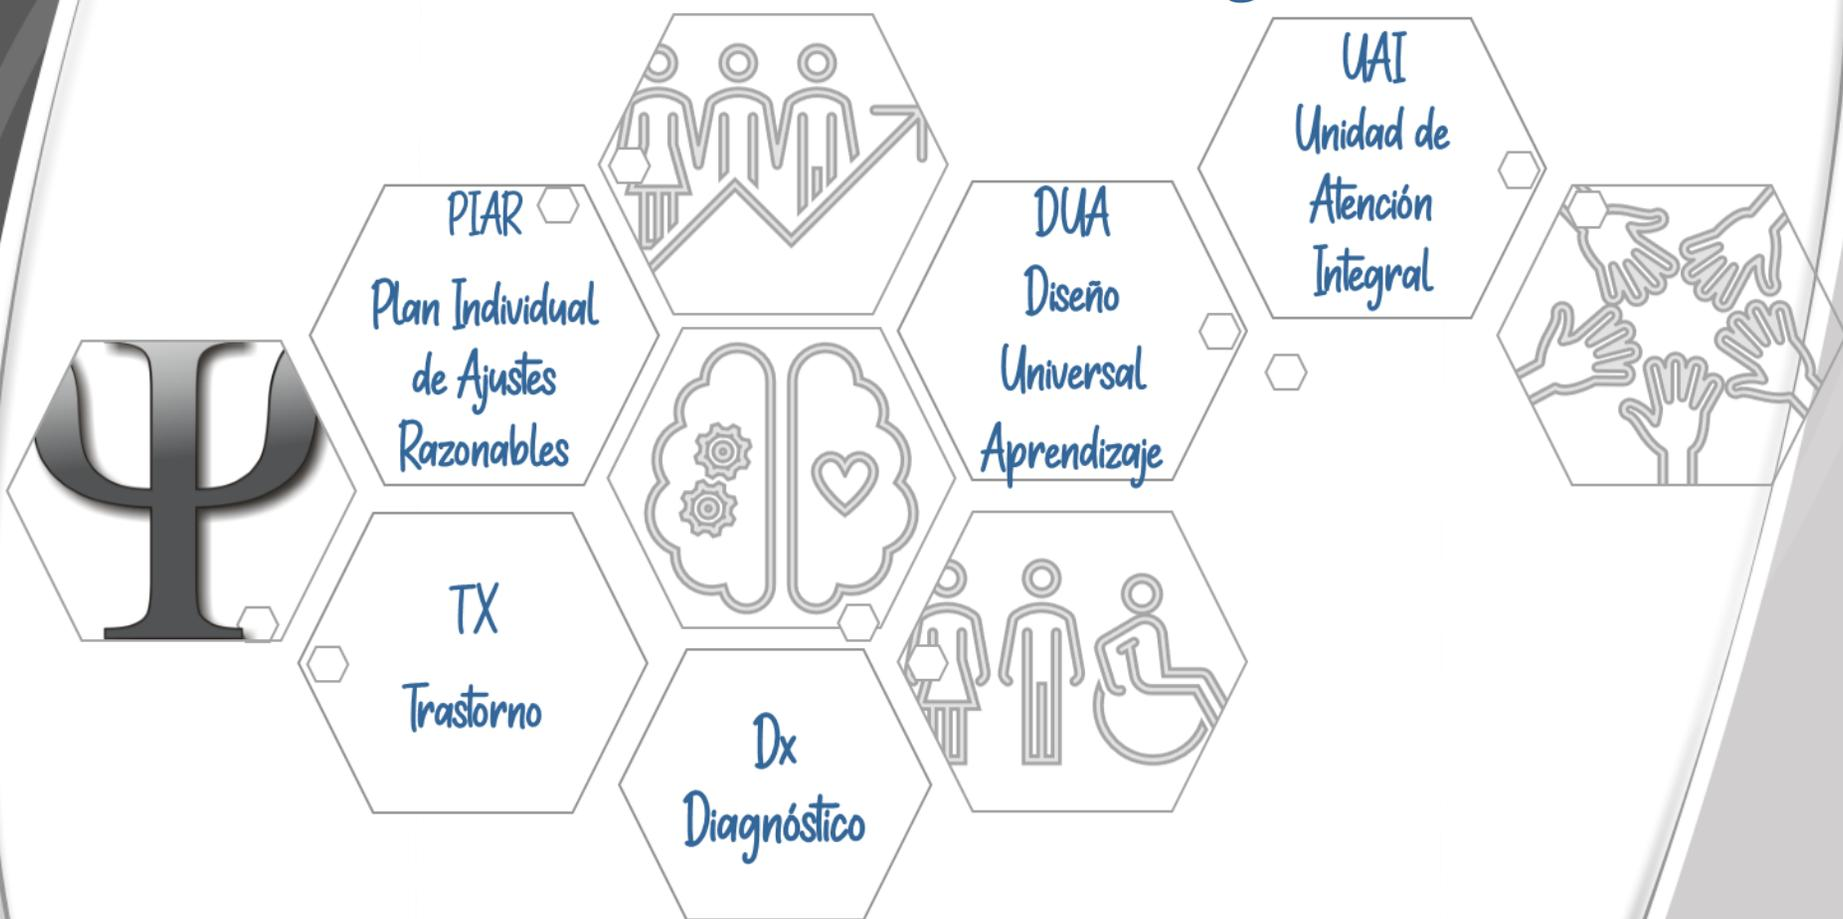 PIAR
Plan Individual
de Ajustes
Razonables
TX
Trastorno
Dx
Diagnóstico
DUA
Diseño
Universal
Aprendizaje
UAI
Unidad de
Atención
Integral